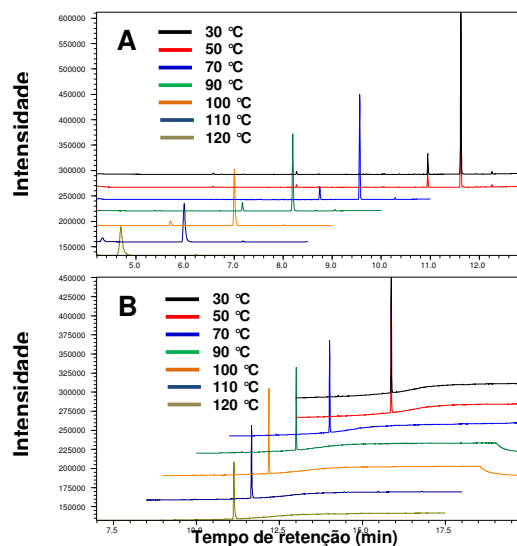 600000
550000
500000
450000
400000
350000
300000
250000
200000
150000
Intensidade
A
30 °C
50 °C
70 °C
90 °C
100 °C
110 °C
120 °C
5.0 6.0 7.0 8.0 9.0 10.0 11.0 12.0
450000
425000
400000
375000
350000
325000
300000
275000
250000
225000
200000
175000
150000
Intensidade
B
30 °C
50 °C
70 °C
90 °C
100 °C
110 °C
120 °C
7.5 10.0 12.5 15.0 17.5
Tempo de retenção (min)